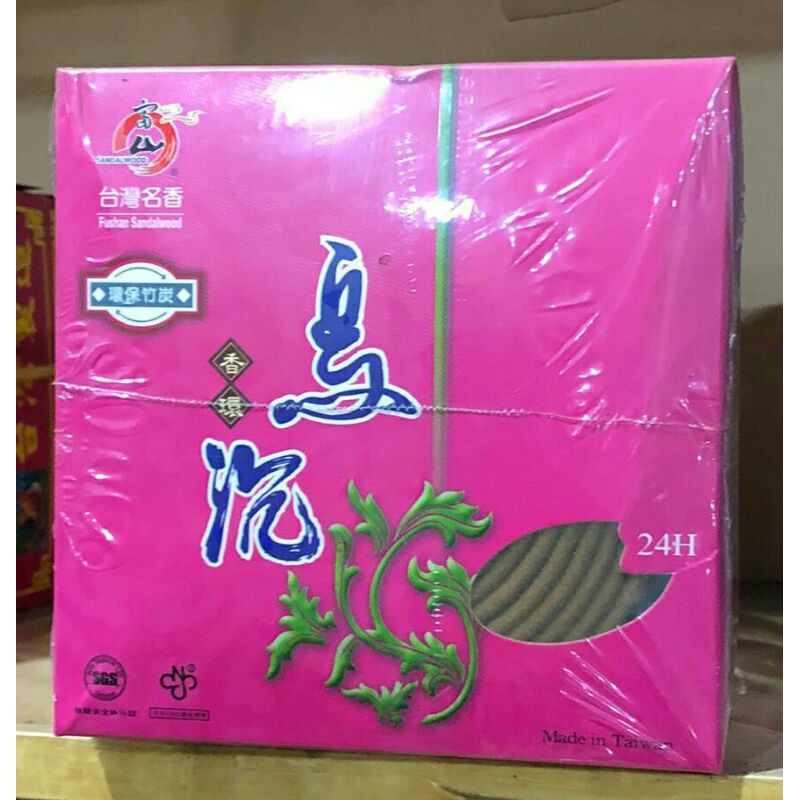 富山
SANDALWOOD
台灣名香
Fushan Sandalwood
環保竹炭
烏沉
香環
24H
SGS
Made in Taiwan